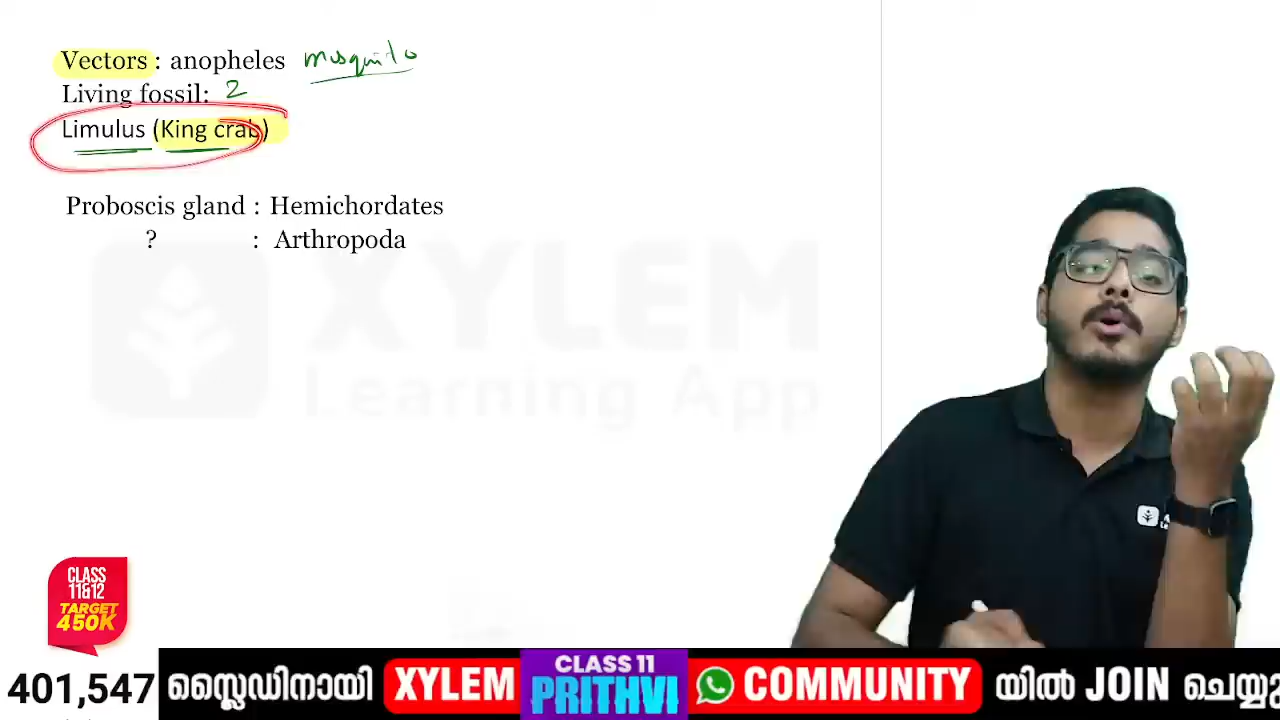 Vectors : anopheles mosquito
Living fossil: 2
Limulus (King crab)
Proboscis gland : Hemichordates
? : Arthropoda
XYLEM
Learning App
CLASS
11&12
TARGET
450K
401,547 സ്ലൈഡിനായി XYLEM CLASS 11 PRITHVI COMMUNITY യിൽ JOIN ചെയ്യു